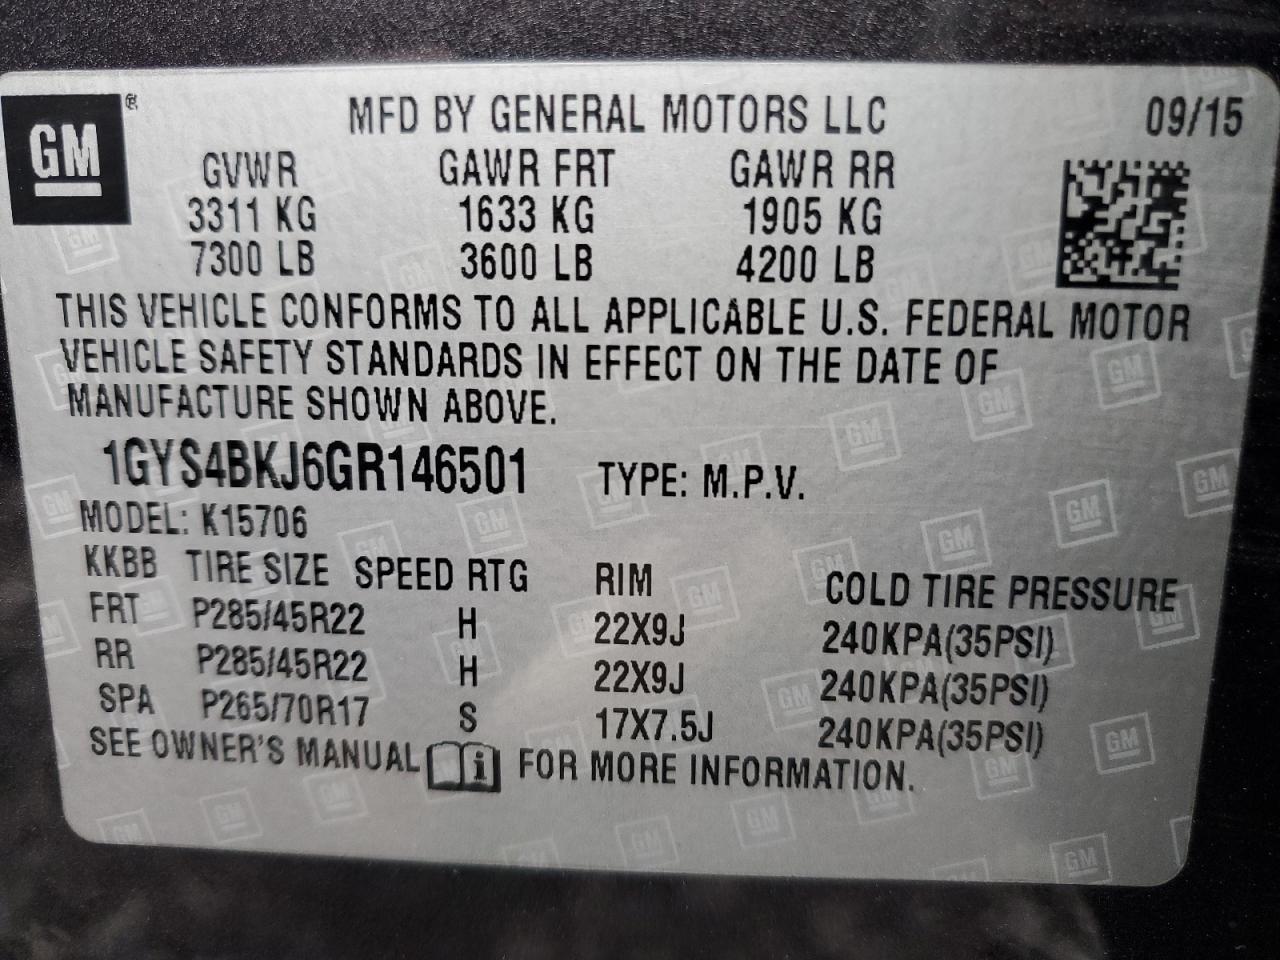 GM ® MFD BY GENERAL MOTORS LLC 09/15
GVWR GAWR FRT GAWR RR
3311 KG 1633 KG 1905 KG
7300 LB 3600 LB 4200 LB
THIS VEHICLE CONFORMS TO ALL APPLICABLE U.S. FEDERAL MOTOR
VEHICLE SAFETY STANDARDS IN EFFECT ON THE DATE OF
MANUFACTURE SHOWN ABOVE.
1GYS4BKJ6GR146501 TYPE: M.P.V.
MODEL: K15706
KKBB TIRE SIZE SPEED RTG RIM COLD TIRE PRESSURE
FRT P285/45R22 H 22X9J 240KPA(35PSI)
RR P285/45R22 H 22X9J 240KPA(35PSI)
SPA P265/70R17 S 17X7.5J 240KPA(35PSI)
SEE OWNER'S MANUAL i FOR MORE INFORMATION.